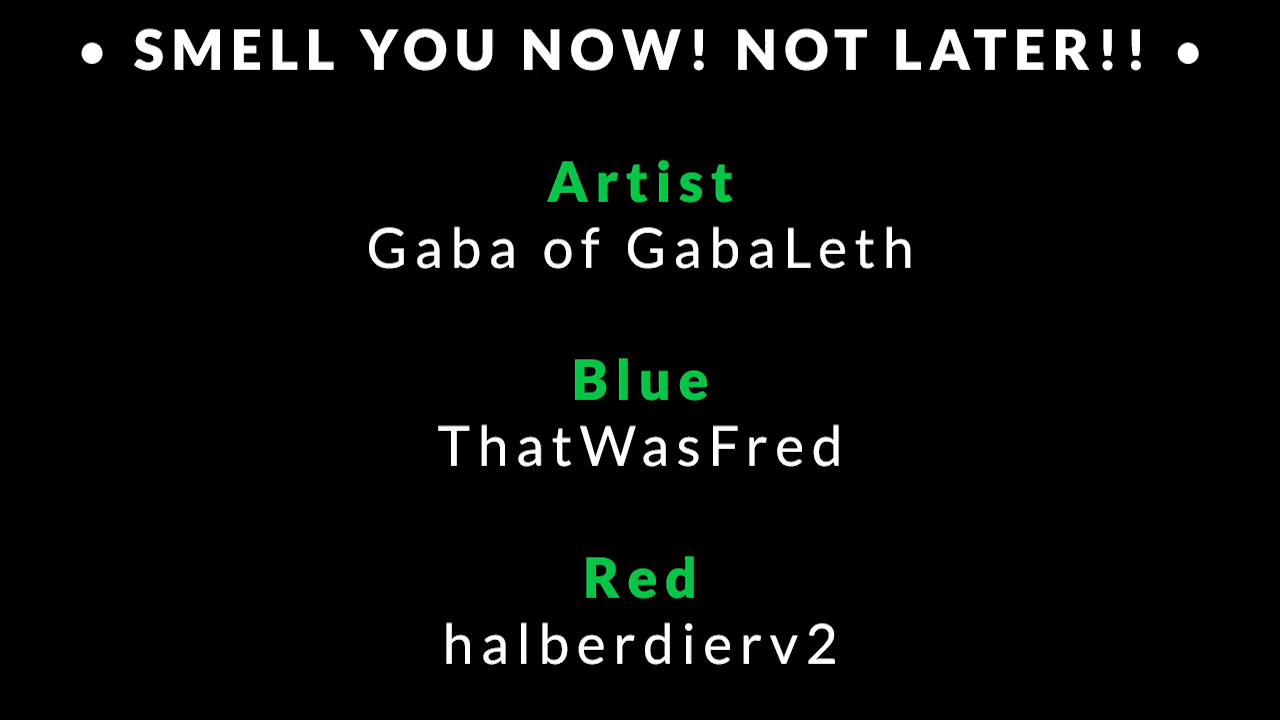 • SMELL YOU NOW! NOT LATER!! •
Artist
Gaba of GabaLeth
Blue
ThatWasFred
Red
halberdierv2